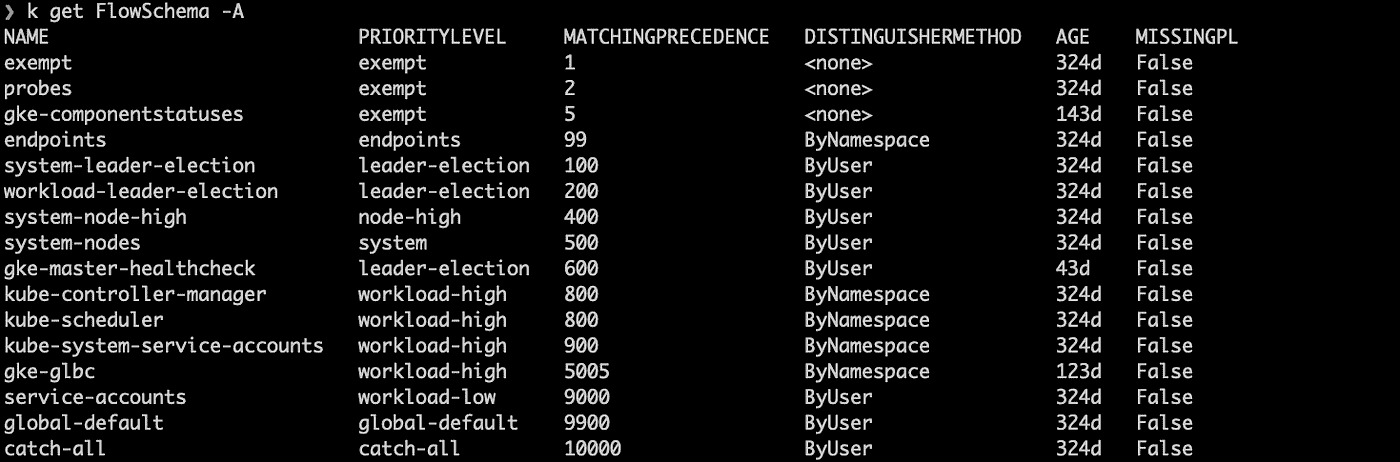 ❯ k get FlowSchema -A
NAME PRIORITYLEVEL MATCHINGPRECEDENCE DISTINGUISHERMETHOD AGE MISSINGPL
exempt exempt 1 <none> 324d False
probes exempt 2 <none> 324d False
gke-componentstatuses exempt 5 <none> 143d False
endpoints endpoints 99 ByNamespace 324d False
system-leader-election leader-election 100 ByUser 324d False
workload-leader-election leader-election 200 ByUser 324d False
system-node-high node-high 400 ByUser 324d False
system-nodes system 500 ByUser 324d False
gke-master-healthcheck leader-election 600 ByUser 43d False
kube-controller-manager workload-high 800 ByNamespace 324d False
kube-scheduler workload-high 800 ByNamespace 324d False
kube-system-service-accounts workload-high 900 ByNamespace 324d False
gke-glbc workload-high 5005 ByNamespace 123d False
service-accounts workload-low 9000 ByUser 324d False
global-default global-default 9900 ByUser 324d False
catch-all catch-all 10000 ByUser 324d False